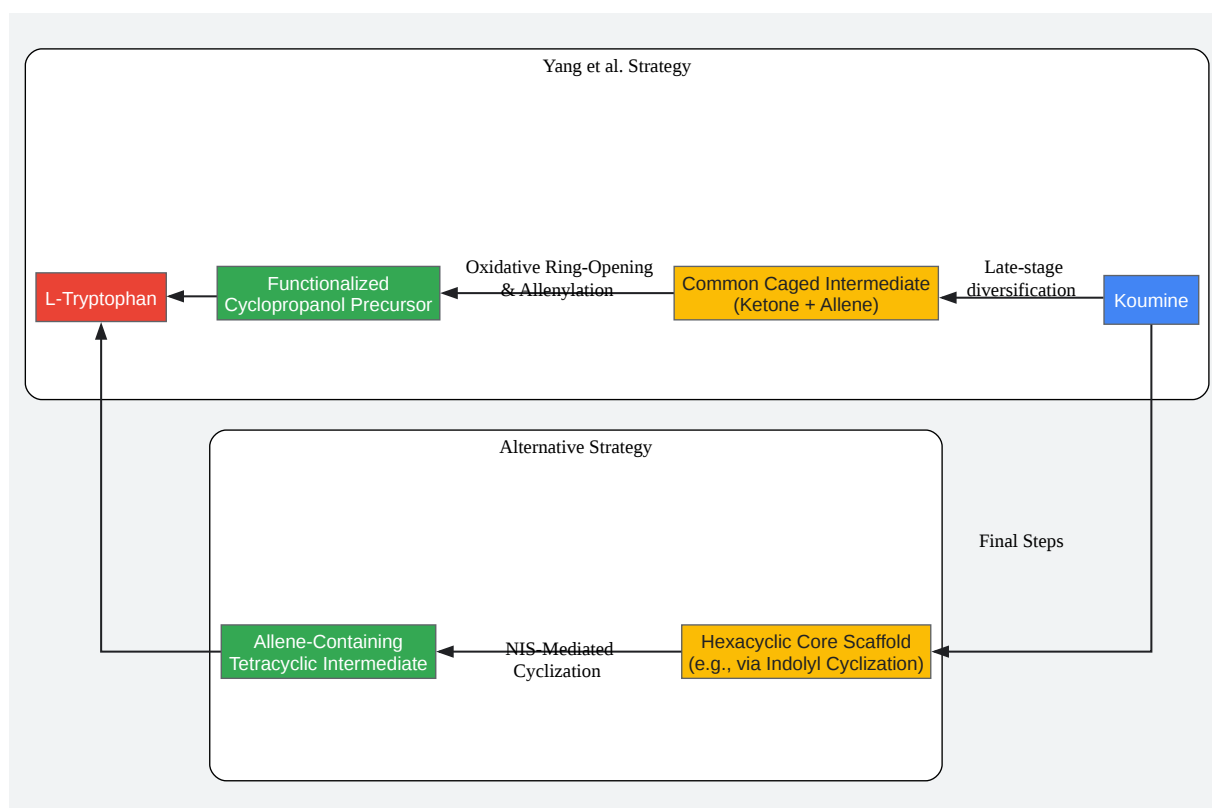 Yang et al. Strategy
L-Tryptophan
Functionalized
Cyclopropanol Precursor
Oxidative Ring-Opening
& Allenylation
Common Caged Intermediate
(Ketone + Allene)
Late-stage
diversification
Koumine
Alternative Strategy
Final Steps
Allene-Containing
Tetracyclic Intermediate
NIS-Mediated
Cyclization
Hexacyclic Core Scaffold
(e.g., via Indolyl Cyclization)